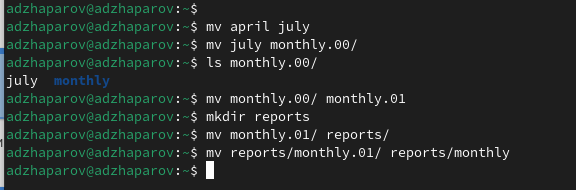 adzhaparov@adzhaparov:~$
adzhaparov@adzhaparov:~$ mv april july
adzhaparov@adzhaparov:~$ mv july monthly.00/
adzhaparov@adzhaparov:~$ ls monthly.00/
july  monthly
adzhaparov@adzhaparov:~$ mv monthly.00/ monthly.01
adzhaparov@adzhaparov:~$ mkdir reports
adzhaparov@adzhaparov:~$ mv monthly.01/ reports/
adzhaparov@adzhaparov:~$ mv reports/monthly.01/ reports/monthly
adzhaparov@adzhaparov:~$